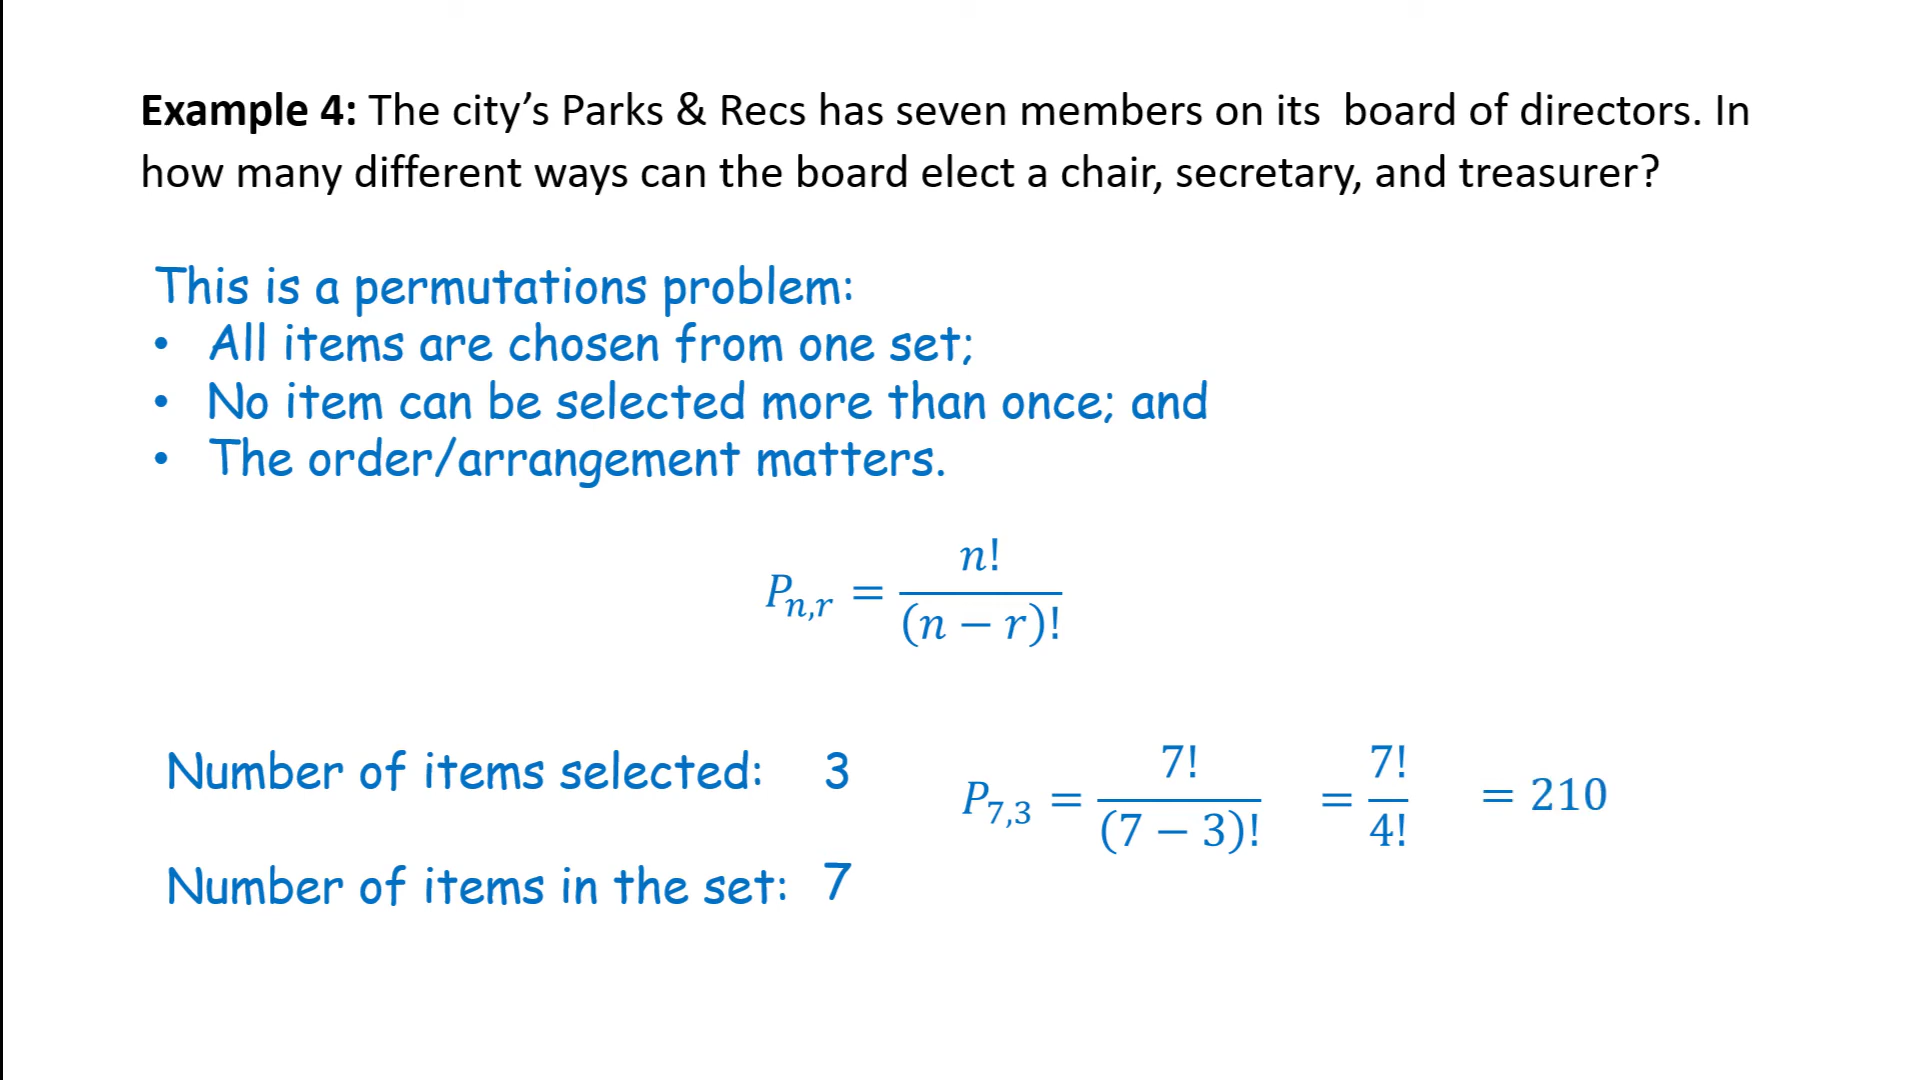 Example 4: The city’s Parks & Recs has seven members on its  board of directors. In
how many different ways can the board elect a chair, secretary, and treasurer?
This is a permutations problem:
• All items are chosen from one set;
• No item can be selected more than once; and
• The order/arrangement matters.
P_{n,r} = \frac{n!}{(n − r)!}
Number of items selected: 3
P_{7,3} = \frac{7!}{(7 − 3)!} = \frac{7!}{4!} = 210
Number of items in the set: 7